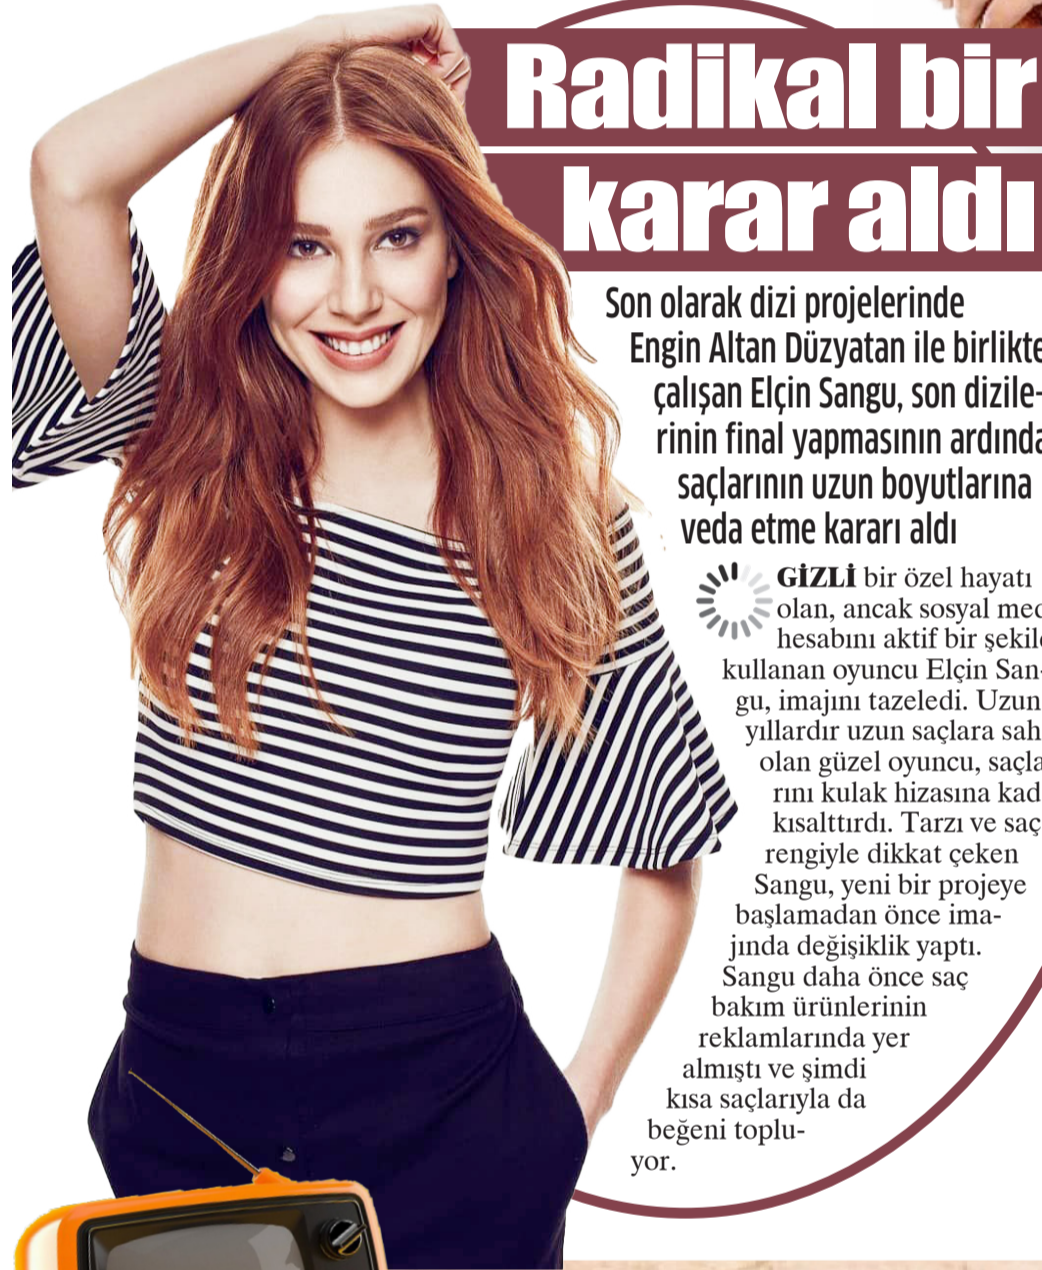 Radikal bir
karar aldı
Son olarak dizi projelerinde
Engin Altan Düzyatan ile birlikte
çalışan Elçin Sangu, son dizile-
rinin final yapmasının ardında
saçlarının uzun boyutlarına
veda etme kararı aldı
GİZLİ bir özel hayatı
olan, ancak sosyal med
hesabını aktif bir şekild
kullanan oyuncu Elçin San-
gu, imajını tazeledi. Uzun
yıllardır uzun saçlara sah
olan güzel oyuncu, saçla
rını kulak hizasına kad
kısalttırdı. Tarzı ve saç
rengiyle dikkat çeken
Sangu, yeni bir projeye
başlamadan önce ima-
jında değişiklik yaptı.
Sangu daha önce saç
bakım ürünlerinin
reklamlarında yer
almıştı ve şimdi
kısa saçlarıyla da
beğeni toplu-
yor.